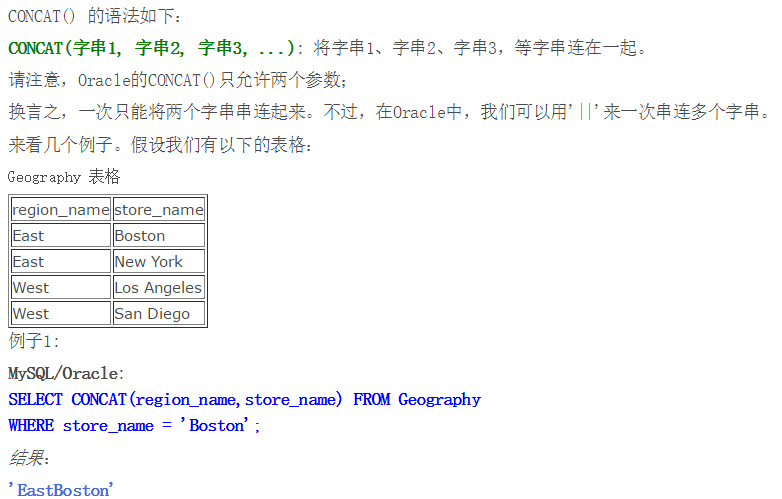 CONCAT() 的语法如下:
CONCAT(字串1, 字串2, 字串3, ...): 将字串1、字串2、字串3，等字串连在一起。
请注意，Oracle的CONCAT()只允许两个参数；
换言之，一次只能将两个字串串连起来。不过，在Oracle中，我们可以用'||'来一次串连多个字串。
来看几个例子。假设我们有以下的表格:
Geography 表格
region_name store_name
East Boston
East New York
West Los Angeles
West San Diego
例子1:
MySQL/Oracle:
SELECT CONCAT(region_name,store_name) FROM Geography
WHERE store_name = 'Boston';
结果:
'EastBoston'